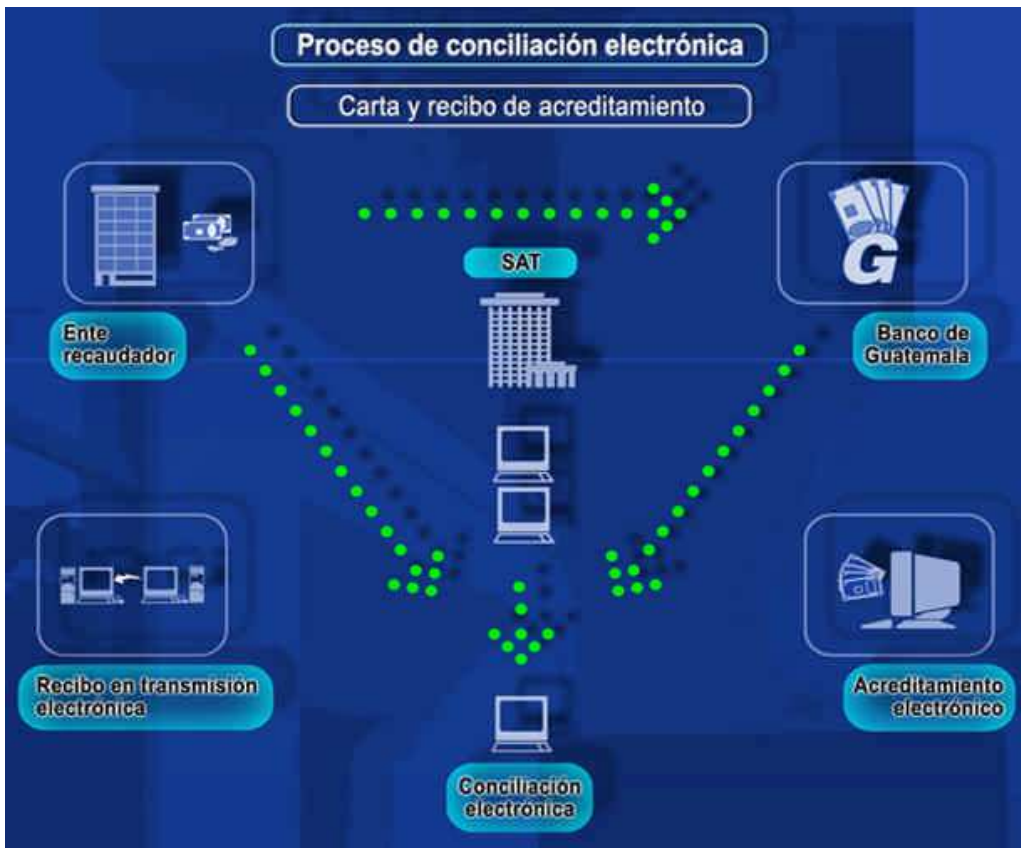 Proceso de conciliación electrónica
Carta y recibo de acreditamiento
SAT
Ente
recaudador
G
Banco de
Guatemala
Recibo en transmisión
electrónica
Acreditamiento
electrónico
Conciliación
electrónica